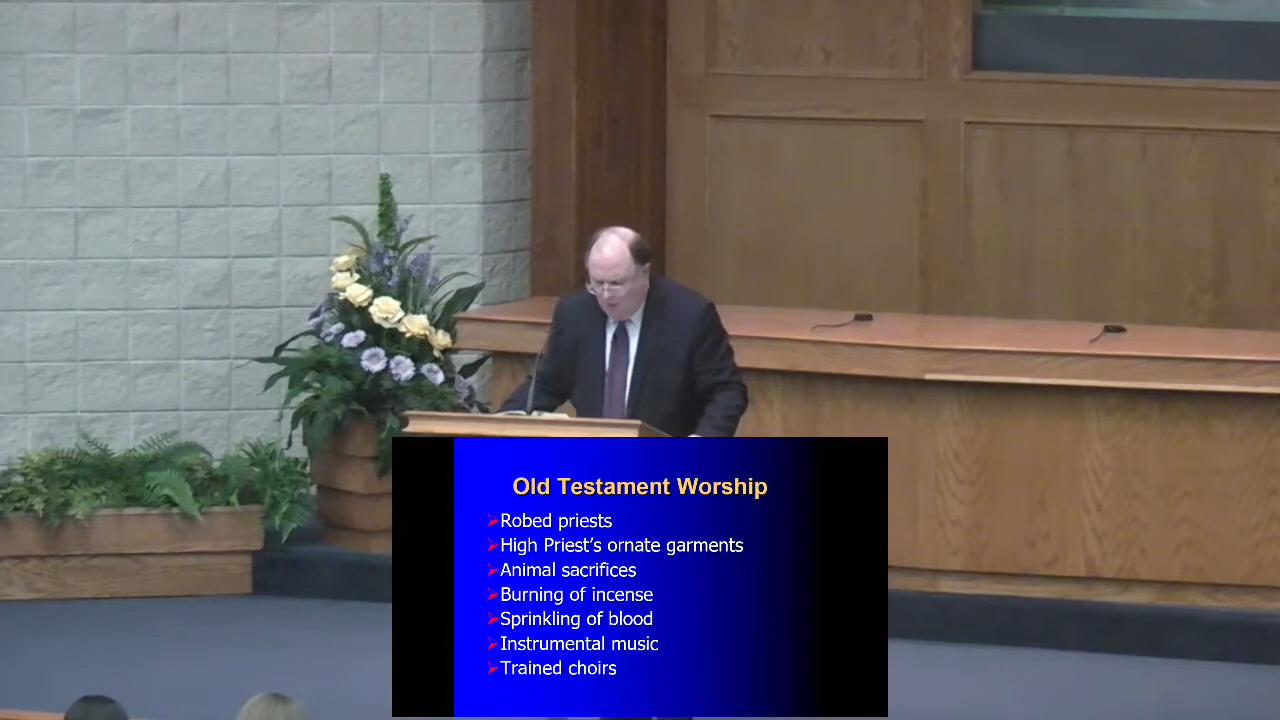 Old Testament Worship
Robed priests
High Priest's ornate garments
Animal sacrifices
Burning of incense
Sprinkling of blood
Instrumental music
Trained choirs